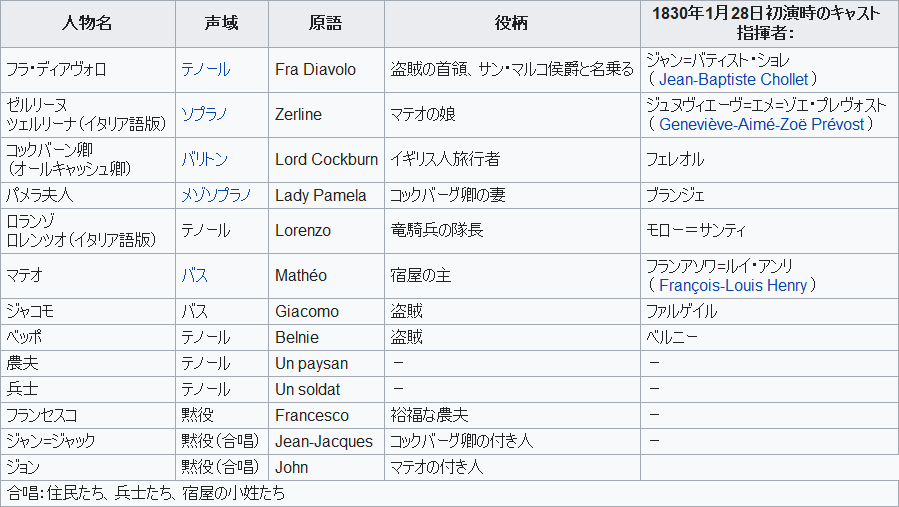 人物名 声域 原語 役柄 1830年1月28日初演時のキャスト
指揮者：
フラ・ディアヴォロ テノール Fra Diavolo 盗賊の首領、サン・マルコ侯爵と名乗る ジャン=バティスト・ショレ
（ Jean-Baptiste Chollet ）
ゼルリーヌ
ツェルリーナ（イタリア語版） ソプラノ Zerline マテオの娘 ジュヌヴィエーヴ=エメ=ゾエ・プレヴォスト
（ Geneviève-Aimé-Zoë Prévost ）
コックバーン卿
（オールキャッシュ卿） バリトン Lord Cockburn イギリス人旅行者 フェレオル
パメラ夫人 メゾソプラノ Lady Pamela コックバーグ卿の妻 ブランジェ
ロランゾ
ロレンツオ（イタリア語版） テノール Lorenzo 竜騎兵の隊長 モロー＝サンティ
マテオ バス Mathéo 宿屋の主 フランアソワ=ルイ・アンリ
（ François-Louis Henry ）
ジャコモ バス Giacomo 盗賊 ファルゲイル
ベッポ テノール Belnie 盗賊 ベルニー
農夫 テノール Un paysan － －
兵士 テノール Un soldat － －
フランセスコ 黙役 Francesco 裕福な農夫 －
ジャン=ジャック 黙役（合唱） Jean-Jacques コックバーグ卿の付き人 －
ジョン 黙役（合唱） John マテオの付き人
合唱：住民たち、兵士たち、宿屋の小姓たち